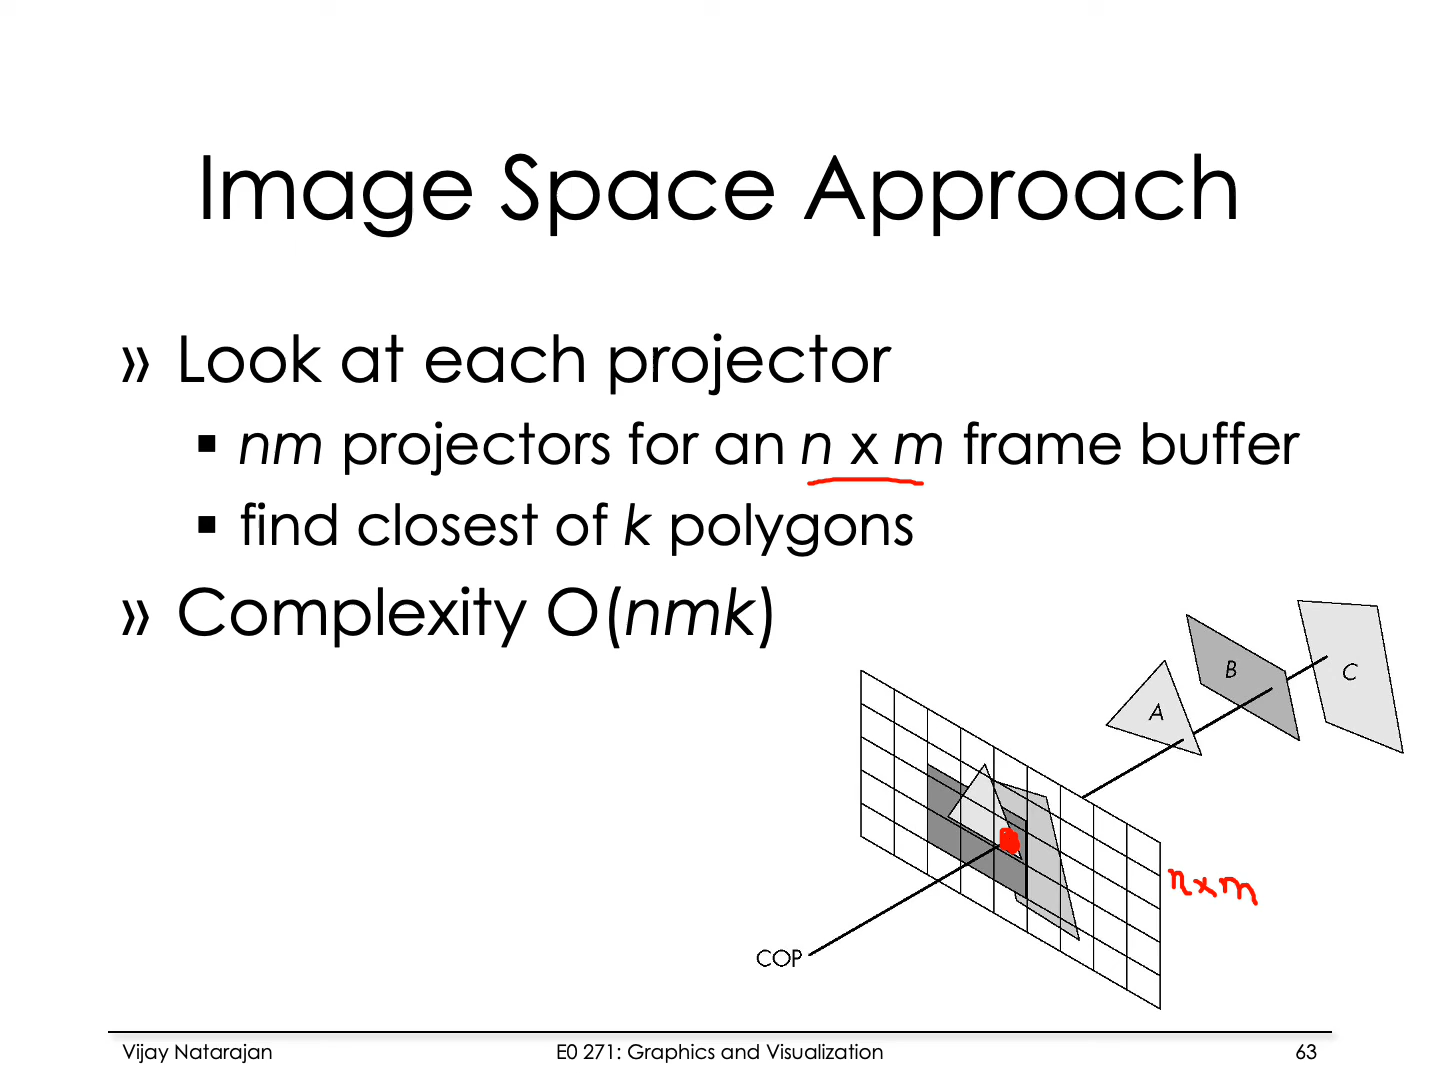 Image Space Approach
» Look at each projector
▪ nm projectors for an n x m frame buffer
▪ find closest of k polygons
» Complexity O(nmk)
A
B
C
n x m
COP
Vijay Natarajan
E0 271: Graphics and Visualization
63